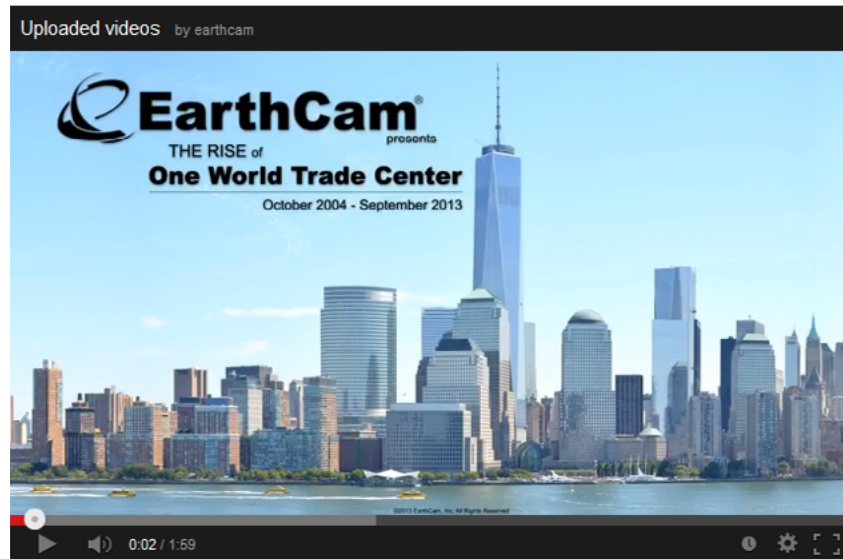 Uploaded videos by earthcam
EarthCam®
presents
THE RISE of
One World Trade Center
October 2004 - September 2013
©2013 EarthCam, Inc. All Rights Reserved
0:02 / 1:59